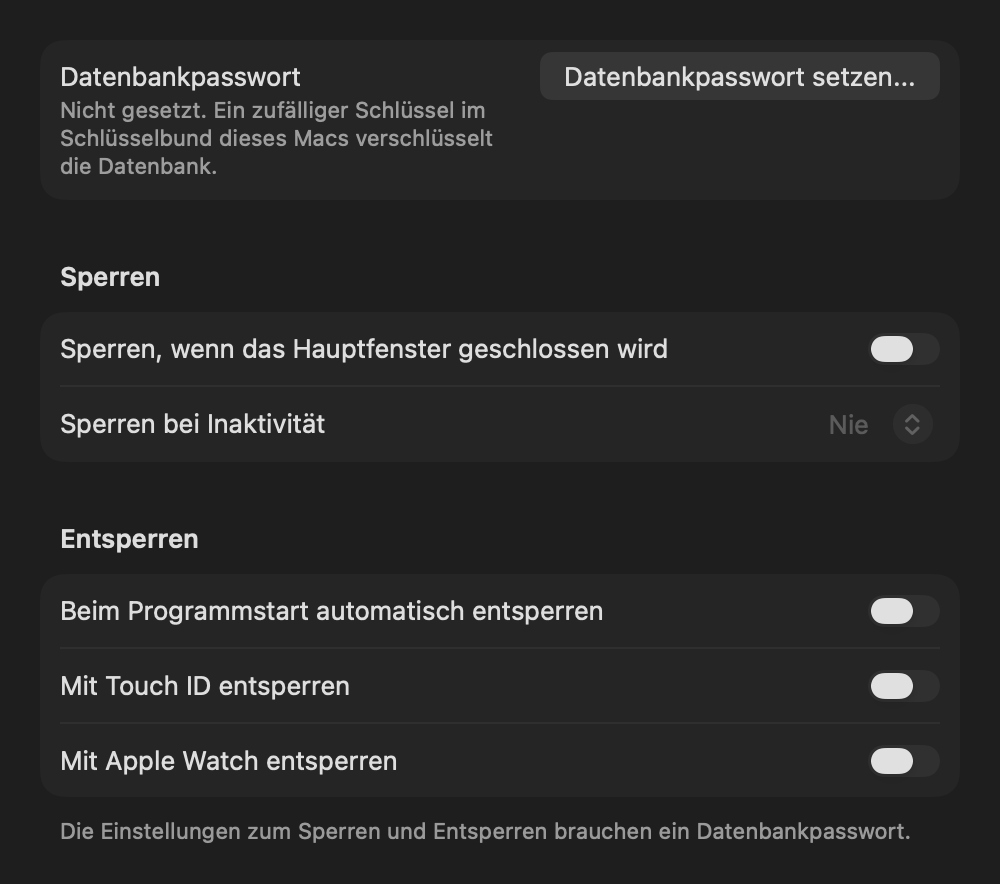 Datenbankpasswort
Datenbankpasswort setzen...
Nicht gesetzt. Ein zufälliger Schlüssel im
Schlüsselbund dieses Macs verschlüsselt
die Datenbank.
Sperren
Sperren, wenn das Hauptfenster geschlossen wird
Sperren bei Inaktivität
Nie
Entsperren
Beim Programmstart automatisch entsperren
Mit Touch ID entsperren
Mit Apple Watch entsperren
Die Einstellungen zum Sperren und Entsperren brauchen ein Datenbankpasswort.